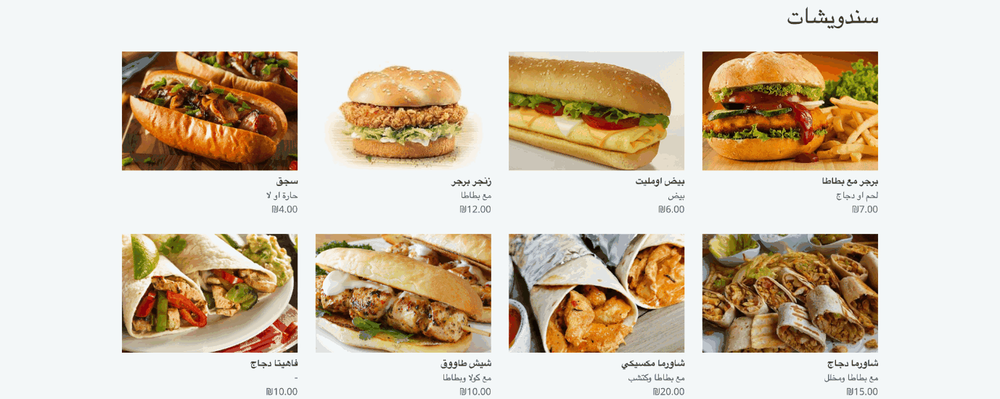 سندويشات
برجر مع بطاطا
لحم او دجاج
₪7.00
بيض اومليت
بيض
₪6.00
زنجر برجر
مع بطاطا
₪12.00
سجق
حارة او لا
₪4.00
شاورما دجاج
مع بطاطا ومخلل
₪15.00
شاورما مكسيكي
مع بطاطا وكتشب
₪20.00
شيش طاووق
مع كولا وبطاطا
₪10.00
فاهيتا دجاج
-
₪10.00